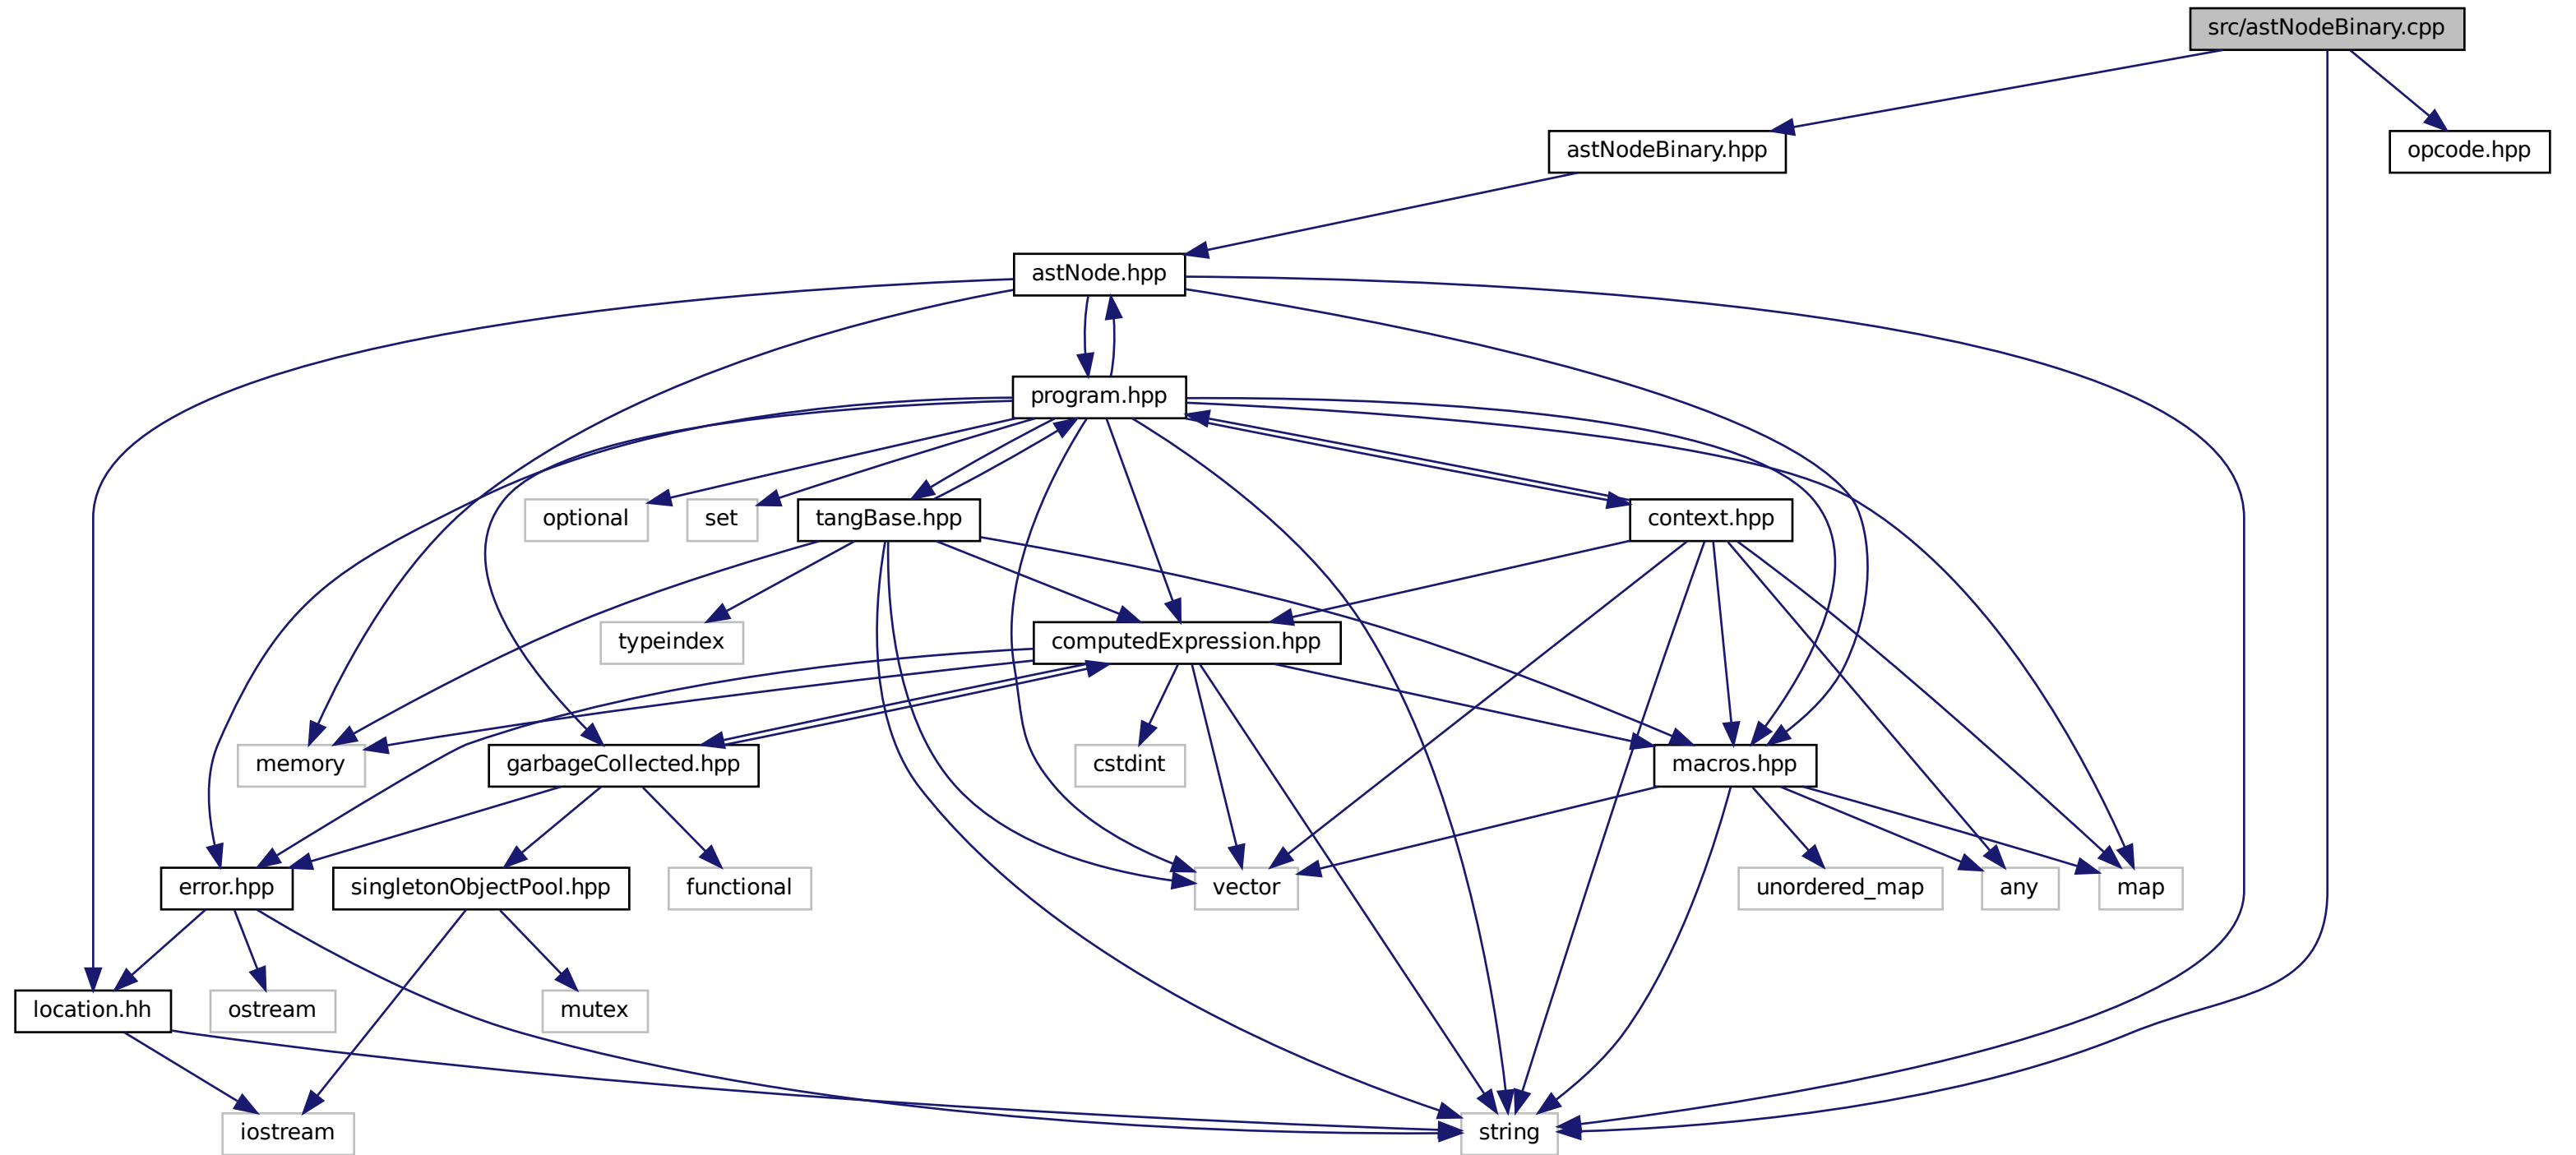 src/astNodeBinary.cpp
astNodeBinary.hpp
opcode.hpp
astNode.hpp
program.hpp
optional
set
tangBase.hpp
context.hpp
typeindex
computedExpression.hpp
memory
garbageCollected.hpp
cstdint
macros.hpp
error.hpp
singletonObjectPool.hpp
functional
vector
unordered_map
any
map
location.hh
ostream
mutex
iostream
string